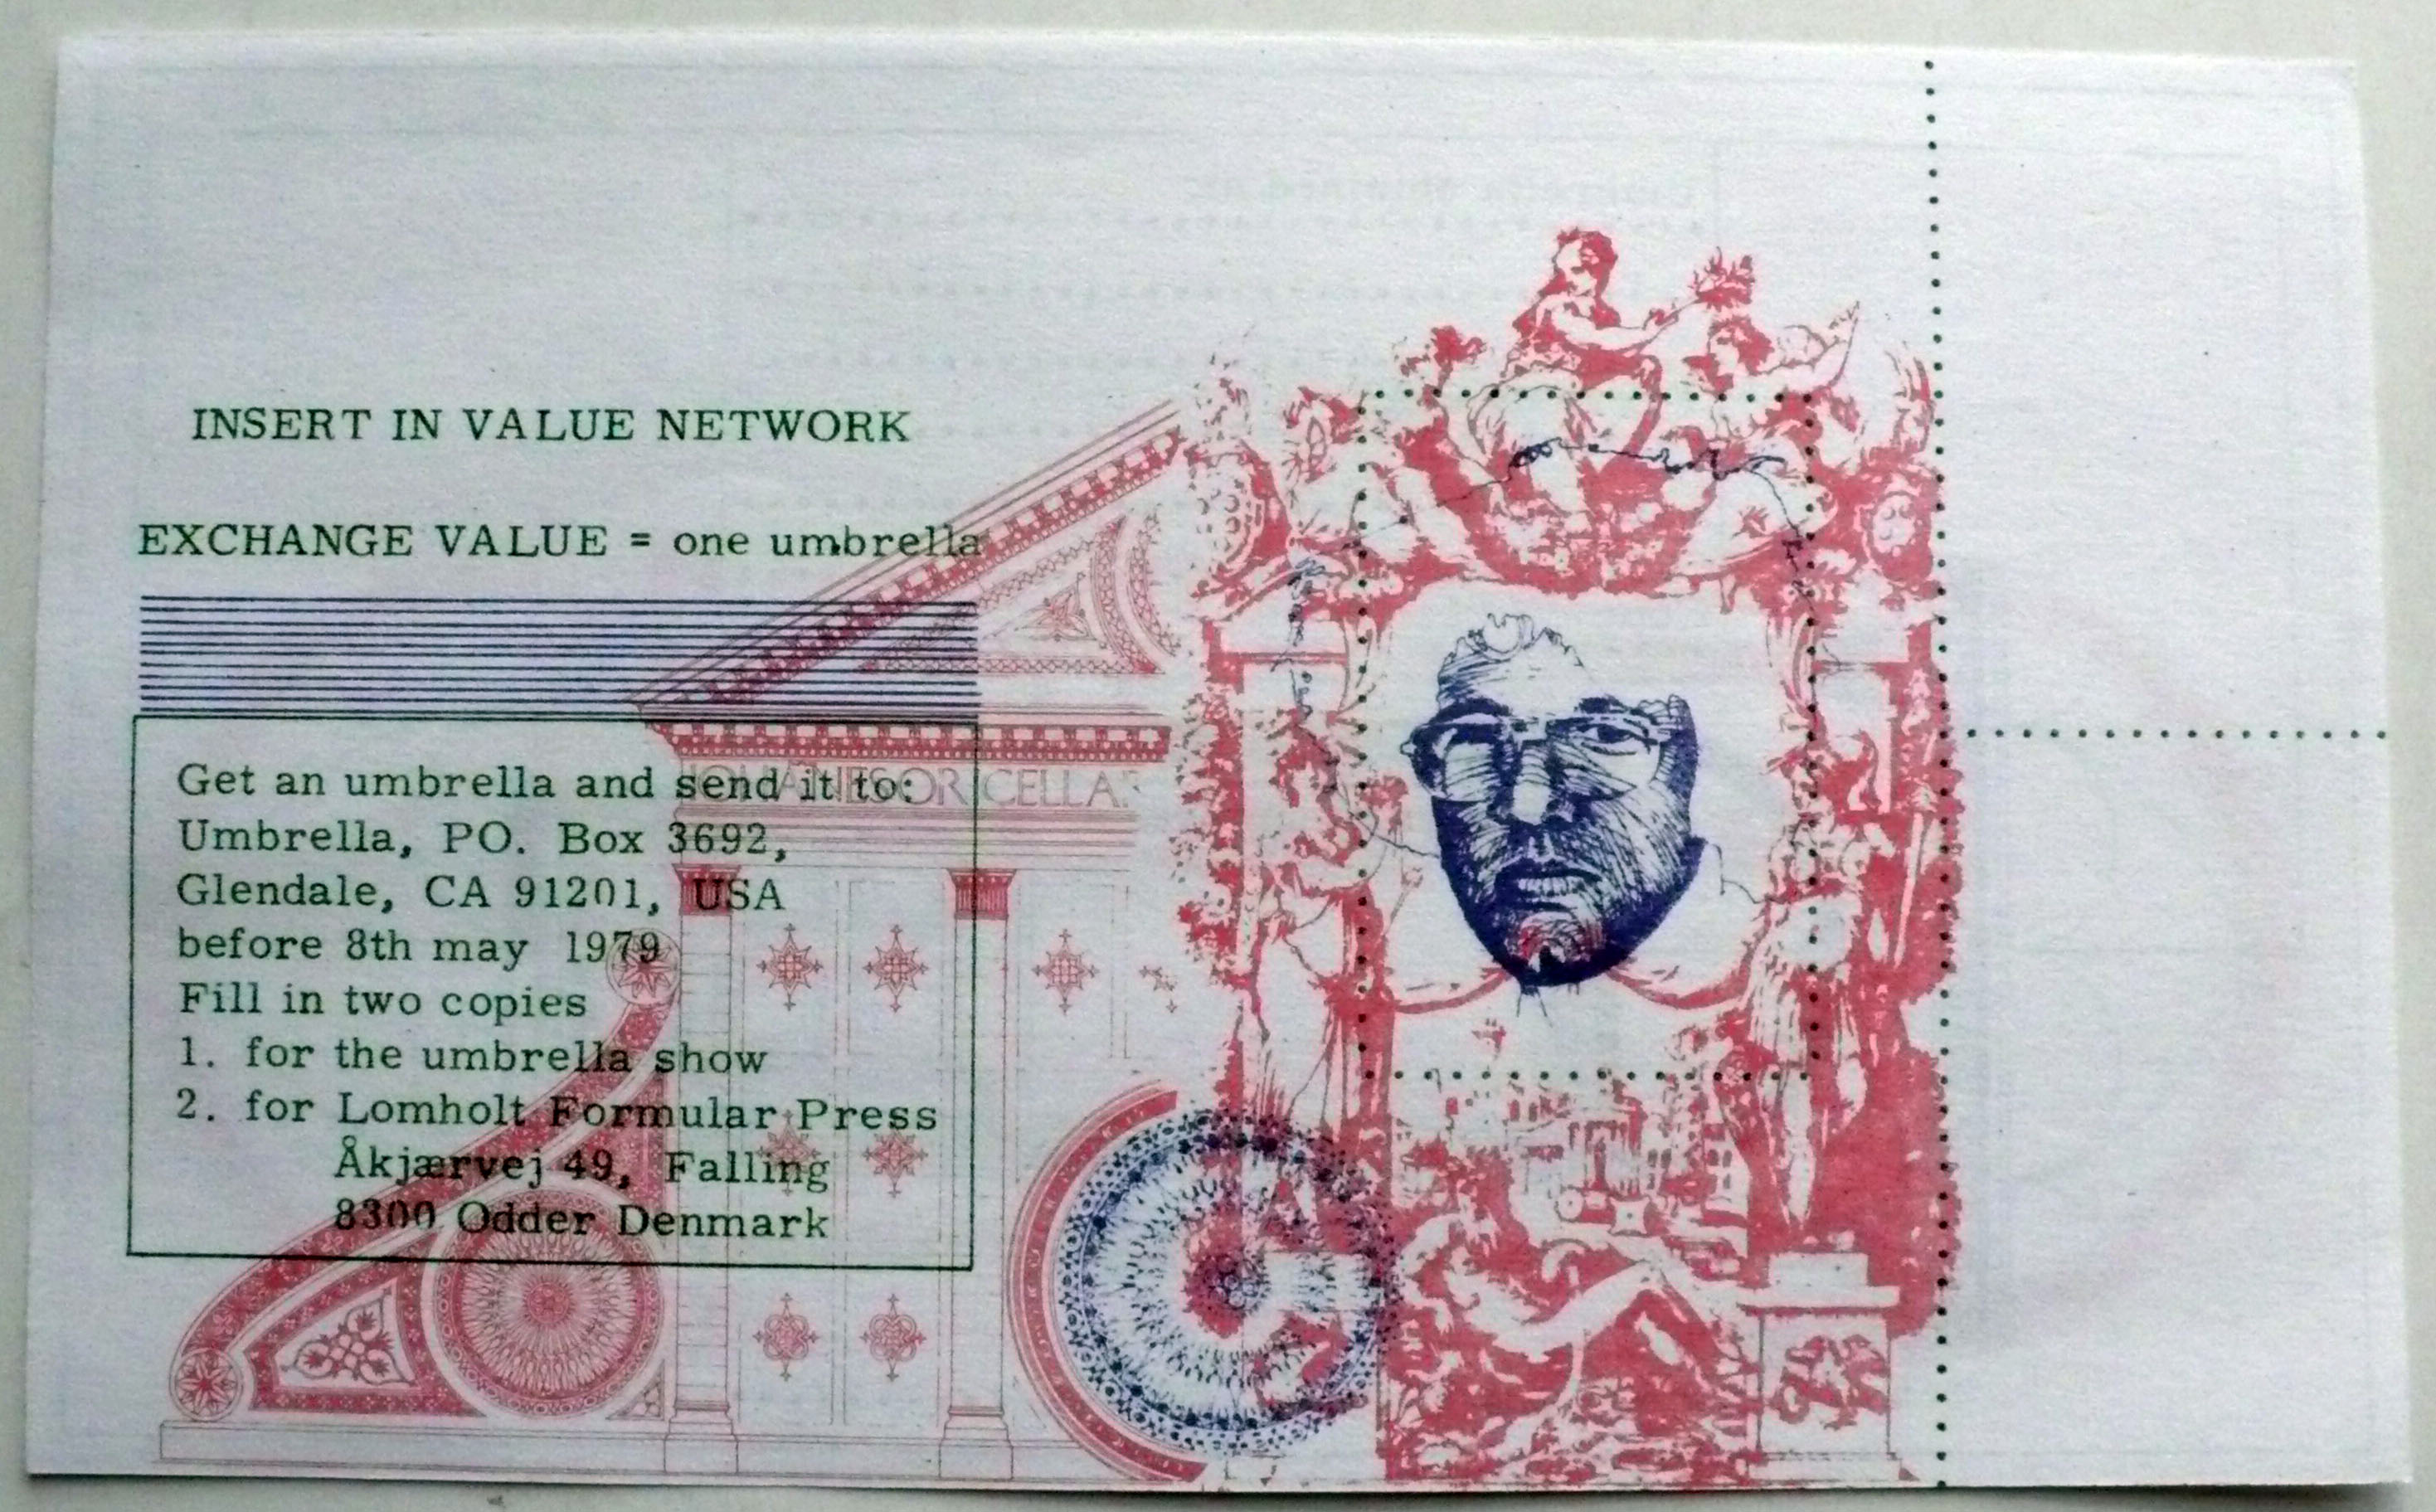 INSERT IN VALUE NETWORK
EXCHANGE VALUE = one umbrella
Get an umbrella and send it to:
Umbrella, PO. Box 3692,
Glendale, CA 91201, USA
before 8th may 1979
Fill in two copies
1. for the umbrella show
2. for Lomholt Formular Press
Åkjærvej 49, Falling
8300 Odder Denmark